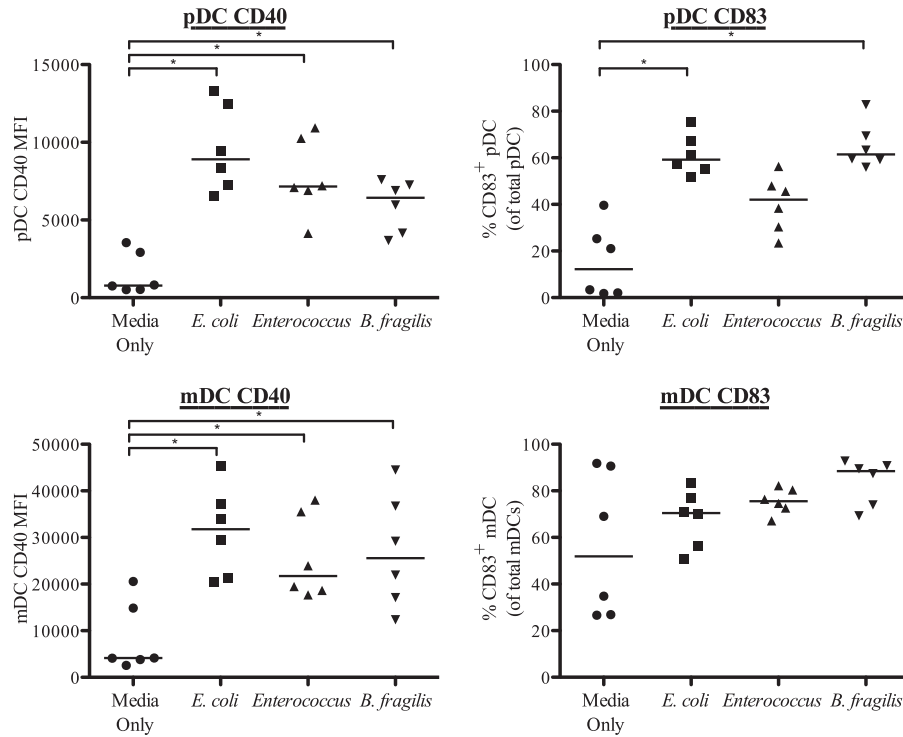 pDC CD40
*
*
*
15000
10000
5000
0
pDC CD40 MFI
Media Only
E. coli
Enterococcus
B. fragilis
pDC CD83
*
*
100
80
60
40
20
0
% CD83+ pDC
(of total pDC)
Media Only
E. coli
Enterococcus
B. fragilis
mDC CD40
*
*
*
50000
40000
30000
20000
10000
0
mDC CD40 MFI
Media Only
E. coli
Enterococcus
B. fragilis
mDC CD83
100
80
60
40
20
0
% CD83+ mDC
(of total mDCs)
Media Only
E. coli
Enterococcus
B. fragilis